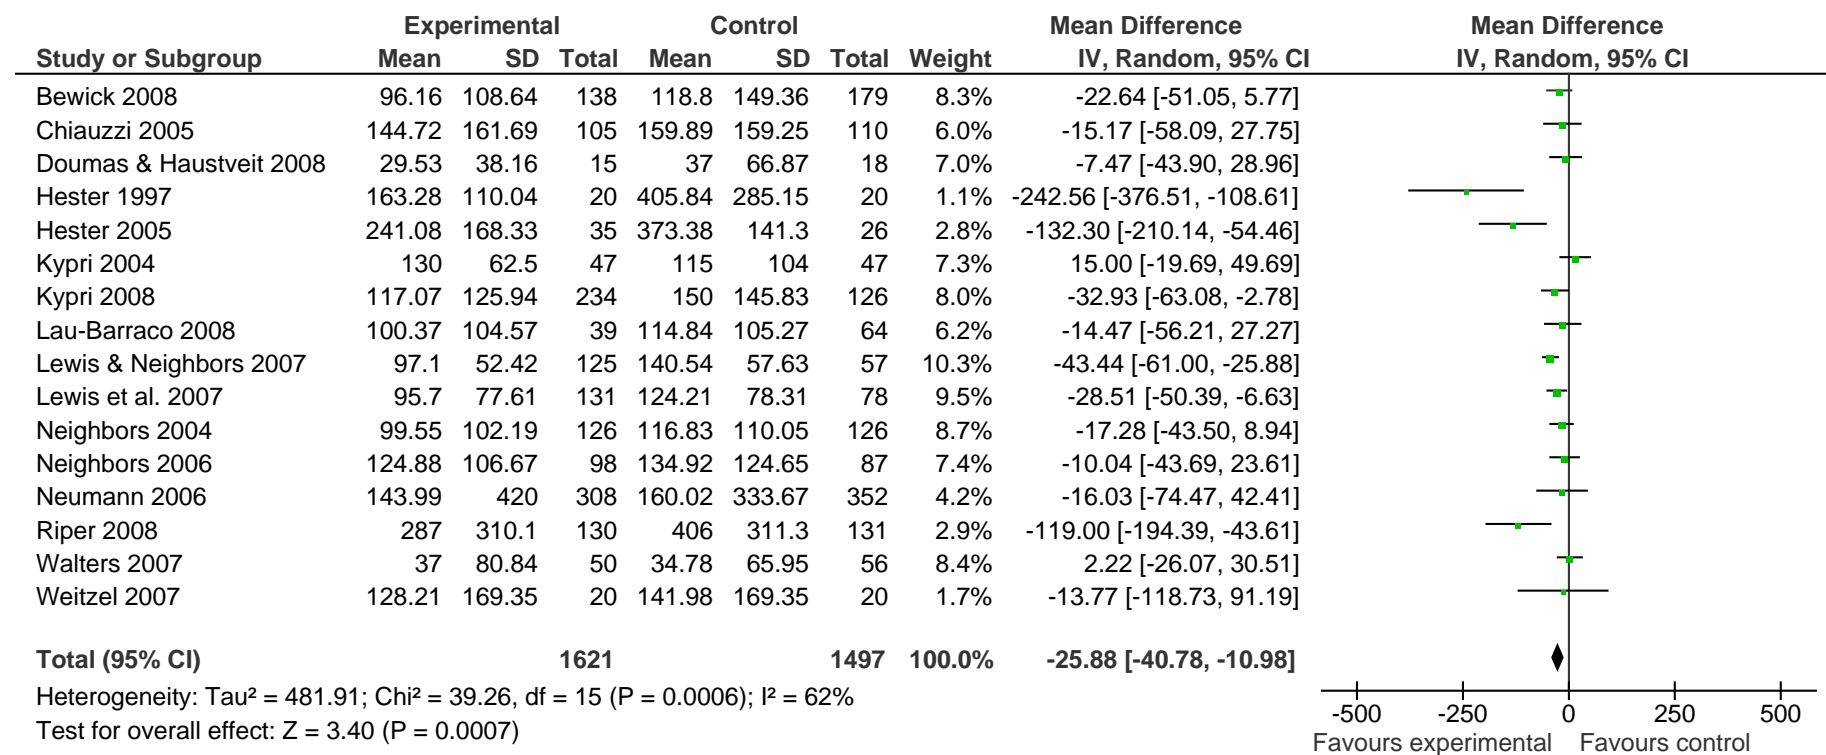 Experimental Control Mean Difference Mean Difference
Study or Subgroup Mean SD Total Mean SD Total Weight IV, Random, 95% CI IV, Random, 95% CI
Bewick 2008 96.16 108.64 138 118.8 149.36 179 8.3% -22.64 [-51.05, 5.77]
Chiauzzi 2005 144.72 161.69 105 159.89 159.25 110 6.0% -15.17 [-58.09, 27.75]
Doumas & Haustveit 2008 29.53 38.16 15 37 66.87 18 7.0% -7.47 [-43.90, 28.96]
Hester 1997 163.28 110.04 20 405.84 285.15 20 1.1% -242.56 [-376.51, -108.61]
Hester 2005 241.08 168.33 35 373.38 141.3 26 2.8% -132.30 [-210.14, -54.46]
Kypri 2004 130 62.5 47 115 104 47 7.3% 15.00 [-19.69, 49.69]
Kypri 2008 117.07 125.94 234 150 145.83 126 8.0% -32.93 [-63.08, -2.78]
Lau-Barraco 2008 100.37 104.57 39 114.84 105.27 64 6.2% -14.47 [-56.21, 27.27]
Lewis & Neighbors 2007 97.1 52.42 125 140.54 57.63 57 10.3% -43.44 [-61.00, -25.88]
Lewis et al. 2007 95.7 77.61 131 124.21 78.31 78 9.5% -28.51 [-50.39, -6.63]
Neighbors 2004 99.55 102.19 126 116.83 110.05 126 8.7% -17.28 [-43.50, 8.94]
Neighbors 2006 124.88 106.67 98 134.92 124.65 87 7.4% -10.04 [-43.69, 23.61]
Neumann 2006 143.99 420 308 160.02 333.67 352 4.2% -16.03 [-74.47, 42.41]
Riper 2008 287 310.1 130 406 311.3 131 2.9% -119.00 [-194.39, -43.61]
Walters 2007 37 80.84 50 34.78 65.95 56 8.4% 2.22 [-26.07, 30.51]
Weitzel 2007 128.21 169.35 20 141.98 169.35 20 1.7% -13.77 [-118.73, 91.19]
Total (95% CI) 1621 1497 100.0% -25.88 [-40.78, -10.98]
Heterogeneity: Tau² = 481.91; Chi² = 39.26, df = 15 (P = 0.0006); I² = 62%
Test for overall effect: Z = 3.40 (P = 0.0007)
-500 -250 0 250 500
Favours experimental Favours control